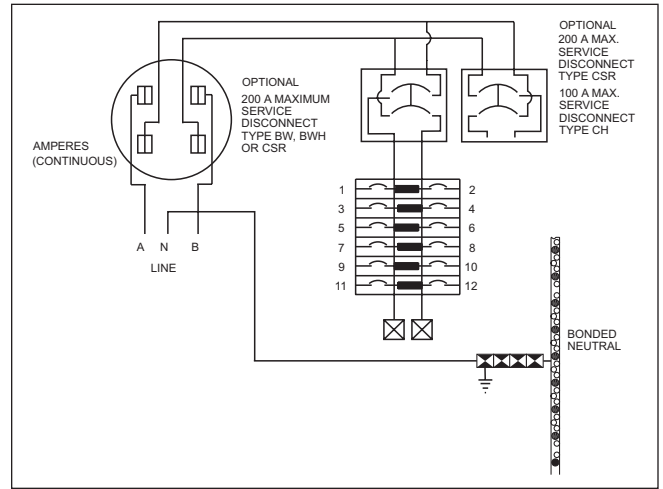 OPTIONAL
200 A MAX.
SERVICE
DISCONNECT
TYPE CSR
100 A MAX.
SERVICE
DISCONNECT
TYPE CH
OPTIONAL
200 A MAXIMUM
SERVICE
DISCONNECT
TYPE BW, BWH
OR CSR
AMPERES
(CONTINUOUS)
A N B
LINE
1 2
3 4
5 6
7 8
9 10
11 12
BONDED
NEUTRAL